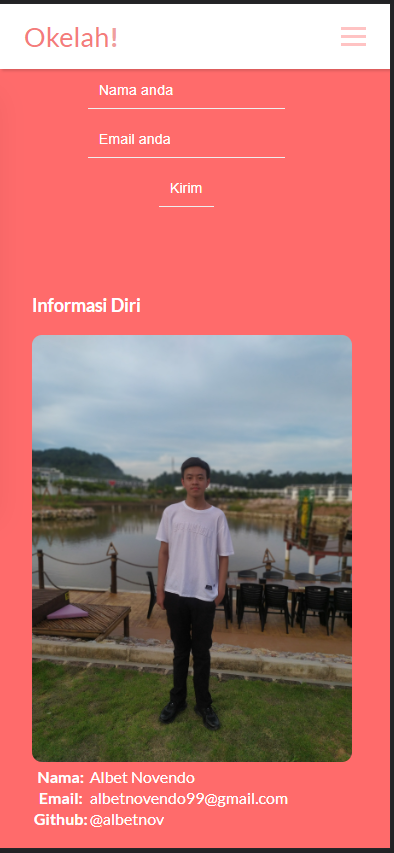 Okelah!
Nama anda
Email anda
Kirim
Informasi Diri
Nama: Albet Novendo
Email: albetnovendo99@gmail.com
Github: @albetnov